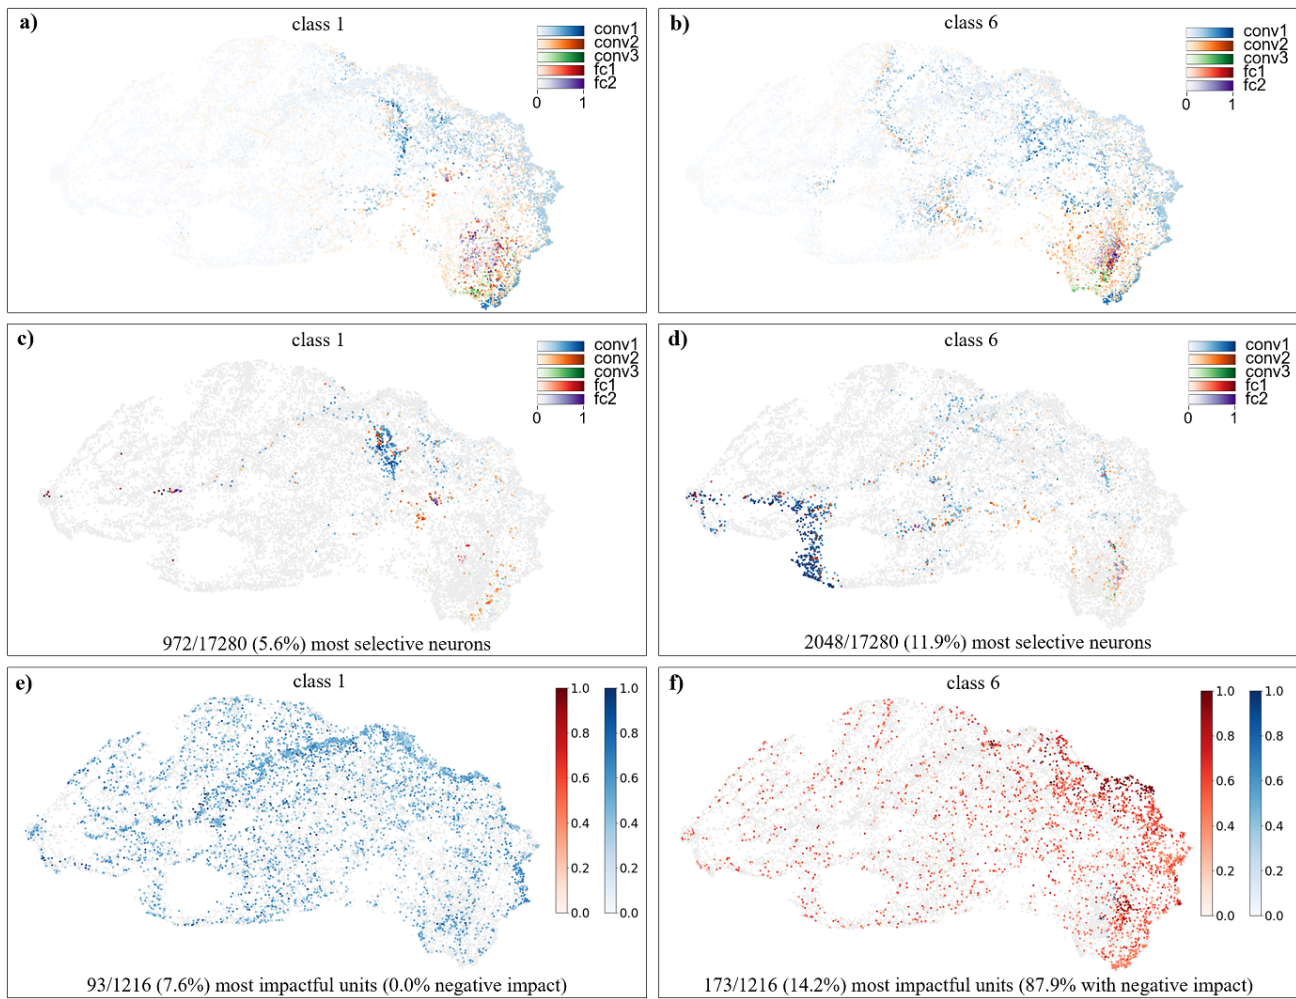 a)
class 1
conv1
conv2
conv3
fc1
fc2
0 1
b)
class 6
conv1
conv2
conv3
fc1
fc2
0 1
c)
class 1
conv1
conv2
conv3
fc1
fc2
0 1
972/17280 (5.6%) most selective neurons
d)
class 6
conv1
conv2
conv3
fc1
fc2
0 1
2048/17280 (11.9%) most selective neurons
e)
class 1
1.0 1.0
0.8 0.8
0.6 0.6
0.4 0.4
0.2 0.2
0.0 0.0
93/1216 (7.6%) most impactful units (0.0% negative impact)
f)
class 6
1.0 1.0
0.8 0.8
0.6 0.6
0.4 0.4
0.2 0.2
0.0 0.0
173/1216 (14.2%) most impactful units (87.9% with negative impact)